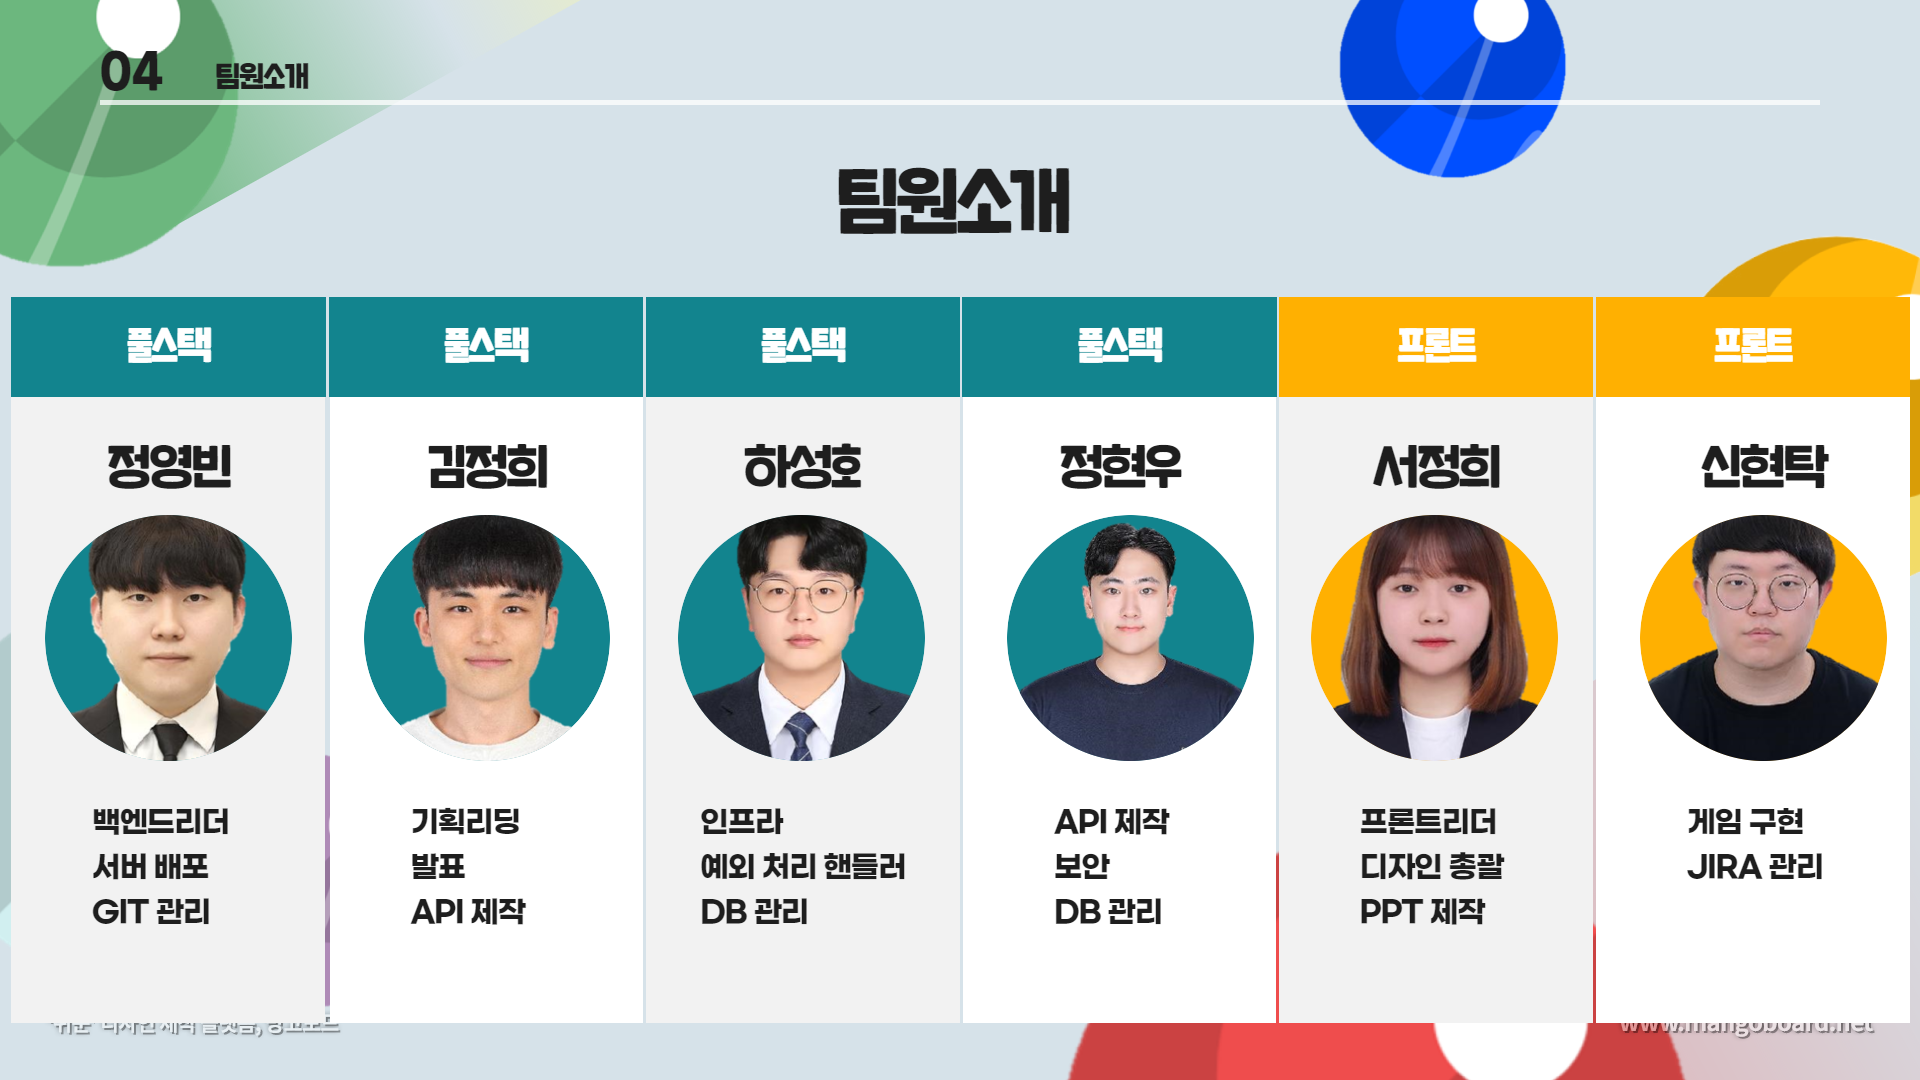 04
팀원소개
팀원소개
풀스택
풀스택
풀스택
풀스택
프론트
프론트
정영빈
김정희
하성호
정현우
서정희
신현탁
백엔드리더
서버 배포
GIT 관리
기획리딩
발표
API 제작
인프라
예외 처리 핸들러
DB 관리
API 제작
보안
DB 관리
프론트리더
디자인 총괄
PPT 제작
게임 구현
JIRA 관리
www.mangoboard.net